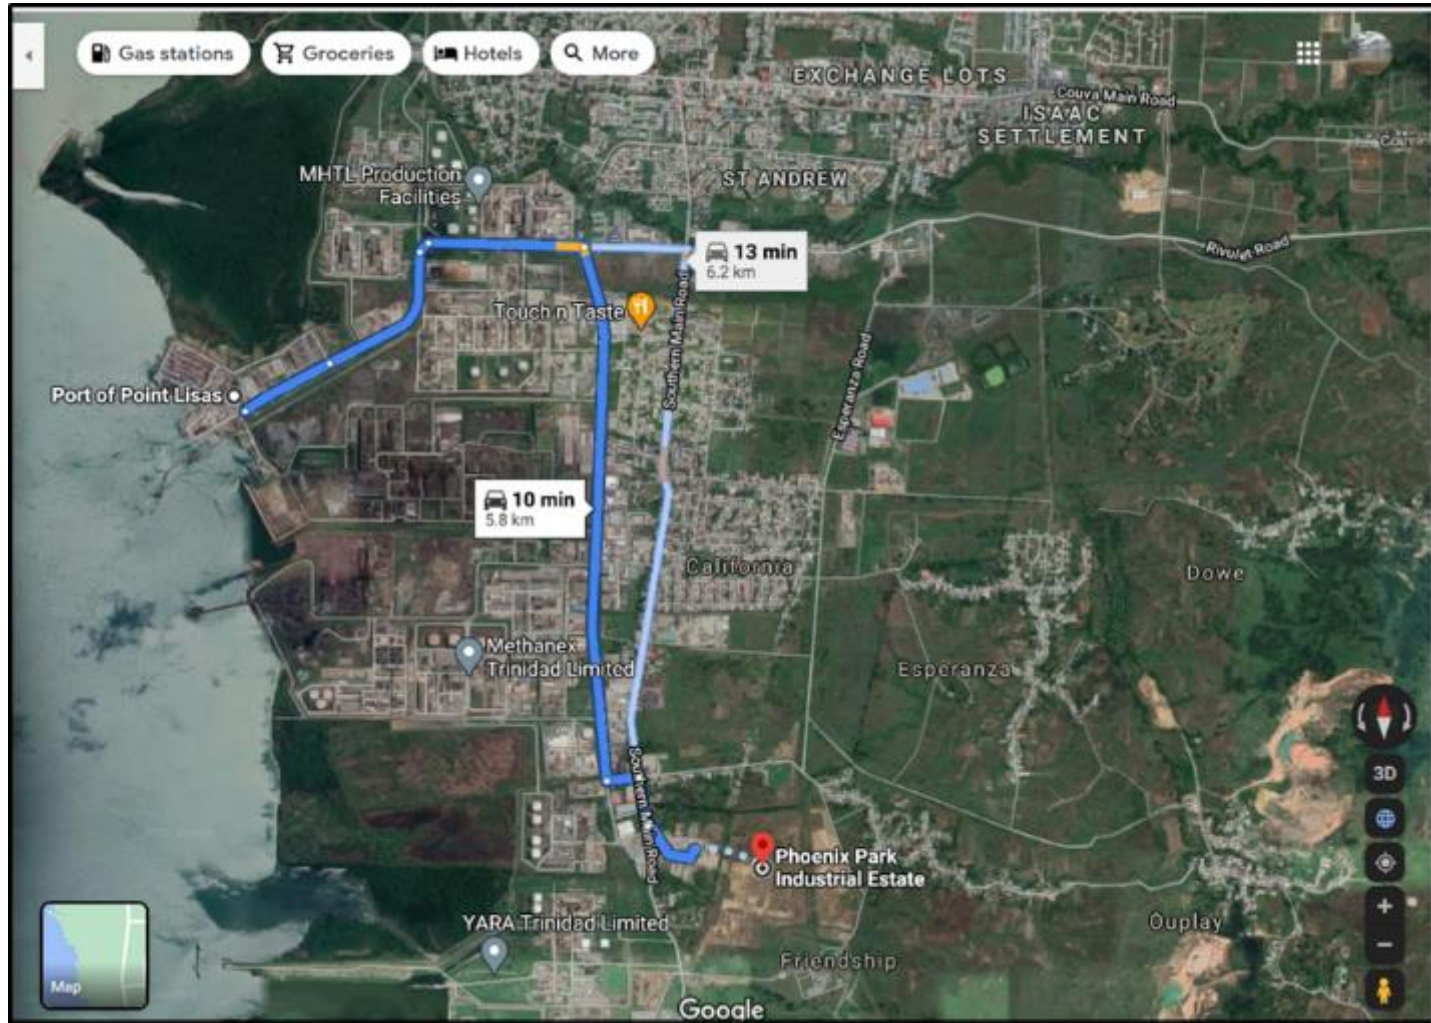 Gas stations
Groceries
Hotels
More
EXCHANGE LOTS
Couva Main Road
ISAAC
SETTLEMENT
MHTL Production
Facilities
ST ANDREW
13 min
6.2 km
Rivulet Road
Touch n Taste
Southern Main Road
Esperanza Road
Port of Point Lisas
10 min
5.8 km
California
Dowe
Methanex
Trinidad Limited
Esperanza
Southern Main Road
3D
Phoenix Park
Industrial Estate
YARA Trinidad Limited
Ouplay
Friendship
Map
Google